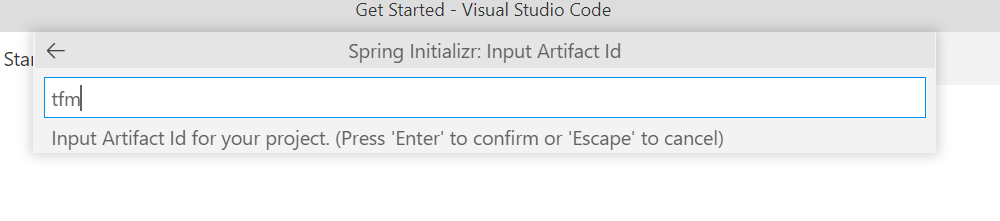 Get Started - Visual Studio Code
Spring Initializr: Input Artifact Id
tfm
Input Artifact Id for your project. (Press 'Enter' to confirm or 'Escape' to cancel)